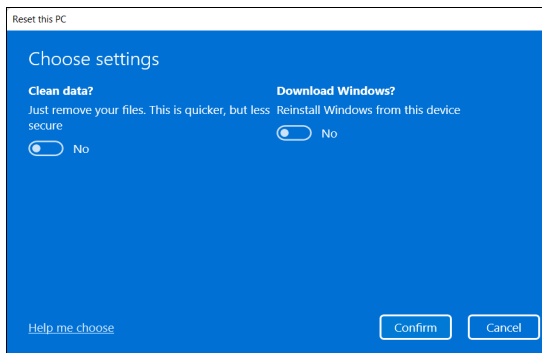 Reset this PC
Choose settings
Clean data?
Just remove your files. This is quicker, but less
secure
No
Download Windows?
Reinstall Windows from this device
No
Help me choose
Confirm
Cancel